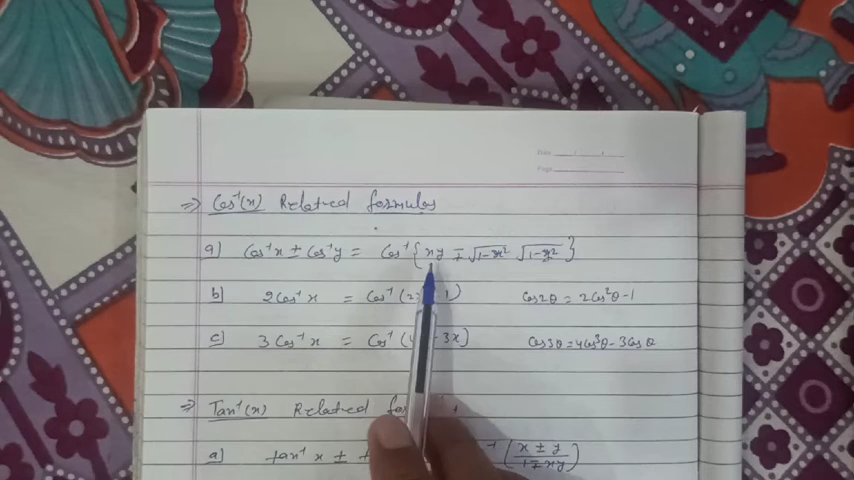 Date
Page
⇒ Cos⁻¹(x) Related formulas
a) Cos⁻¹x ± Cos⁻¹y = Cos⁻¹{xy ∓ √1-x² √1-y²}
b) 2Cos⁻¹x = Cos⁻¹(2 1) Cos2θ = 2Cos²θ-1
c) 3Cos⁻¹x = Cos⁻¹(4 -3x) Cos3θ=4Cos³θ-3Cosθ
⇒ Tan⁻¹(x) Related
a) tan⁻¹x ± (x ± y / 1 ∓ xy)